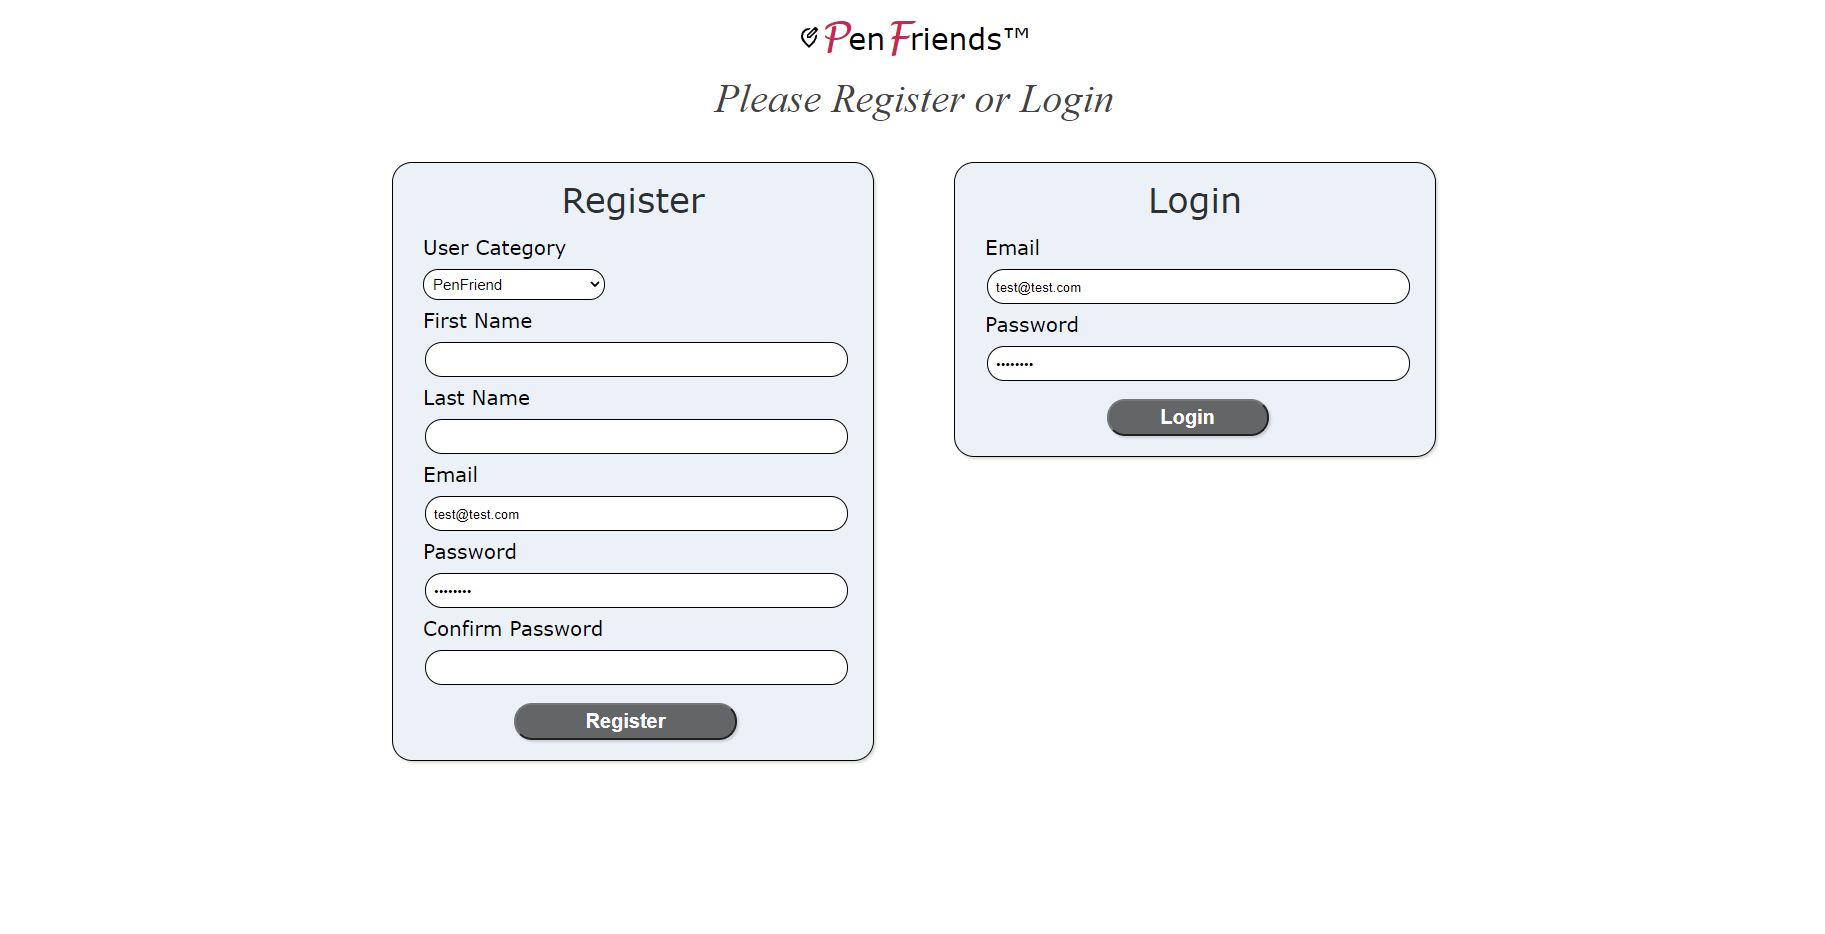 PenFriends™
Please Register or Login
Register
User Category
PenFriend
First Name
Last Name
Email
test@test.com
Password
••••••••
Confirm Password
Register
Login
Email
test@test.com
Password
••••••••
Login